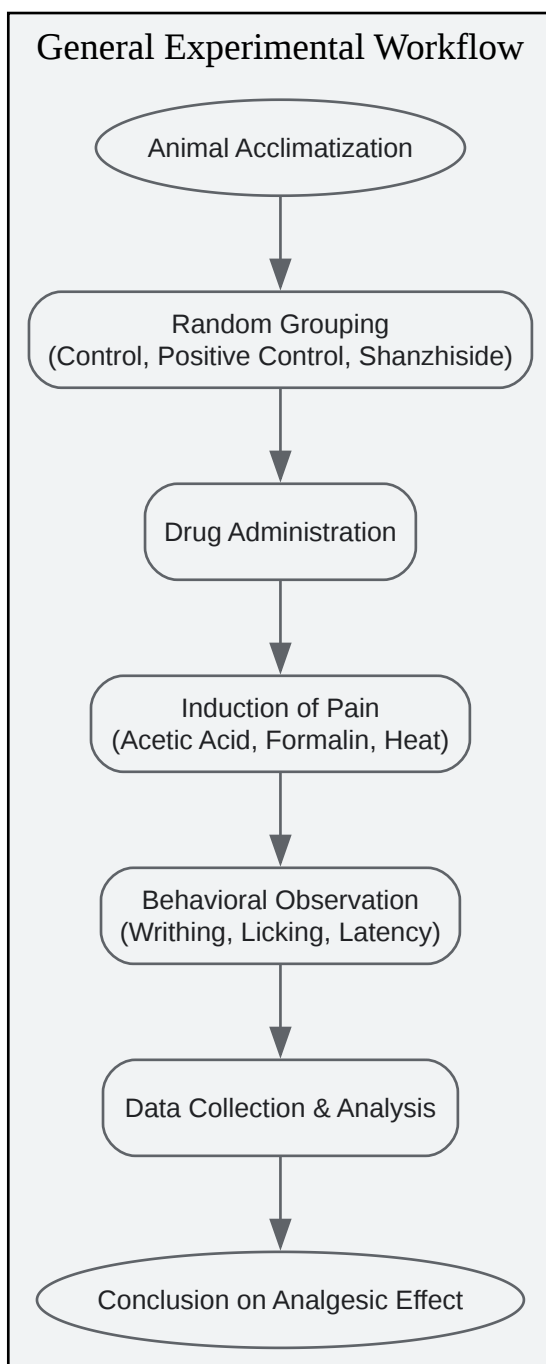 General Experimental Workflow
Animal Acclimatization
Random Grouping
(Control, Positive Control, Shanzhiside)
Drug Administration
Induction of Pain
(Acetic Acid, Formalin, Heat)
Behavioral Observation
(Writhing, Licking, Latency)
Data Collection & Analysis
Conclusion on Analgesic Effect